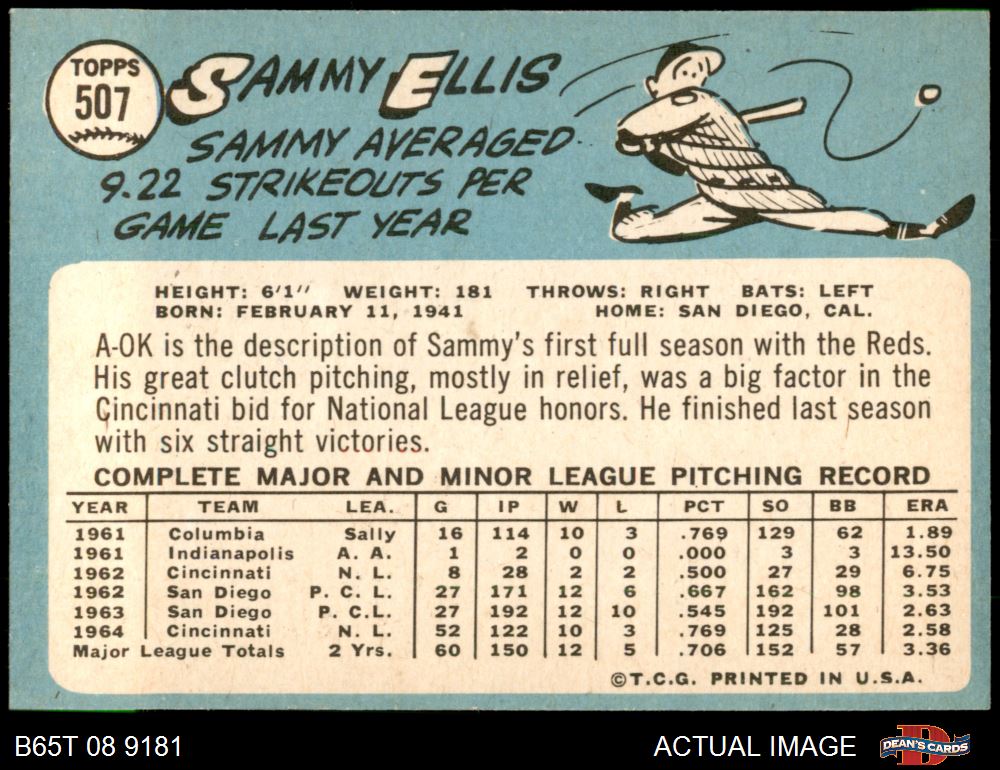 TOPPS
507
SAMMY ELLIS
SAMMY AVERAGED
9.22 STRIKEOUTS PER
GAME LAST YEAR
HEIGHT: 6'1" WEIGHT: 181 THROWS: RIGHT BATS: LEFT
BORN: FEBRUARY 11, 1941 HOME: SAN DIEGO, CAL.
A-OK is the description of Sammy's first full season with the Reds.
His great clutch pitching, mostly in relief, was a big factor in the
Cincinnati bid for National League honors. He finished last season
with six straight victories.
COMPLETE MAJOR AND MINOR LEAGUE PITCHING RECORD
YEAR TEAM LEA. G IP W L PCT SO BB ERA
1961 Columbia Sally 16 114 10 3 .769 129 62 1.89
1961 Indianapolis A. A. 1 2 0 0 .000 3 3 13.50
1962 Cincinnati N. L. 8 28 2 2 .500 27 29 6.75
1962 San Diego P. C. L. 27 171 12 6 .667 162 98 3.53
1963 San Diego P. C.L. 27 192 12 10 .545 192 101 2.63
1964 Cincinnati N. L. 52 122 10 3 .769 125 28 2.58
Major League Totals 2 Yrs. 60 150 12 5 .706 152 57 3.36
©T.C.G. PRINTED IN U.S.A.
B65T 08 9181 ACTUAL IMAGE D DEAN'S CARDS